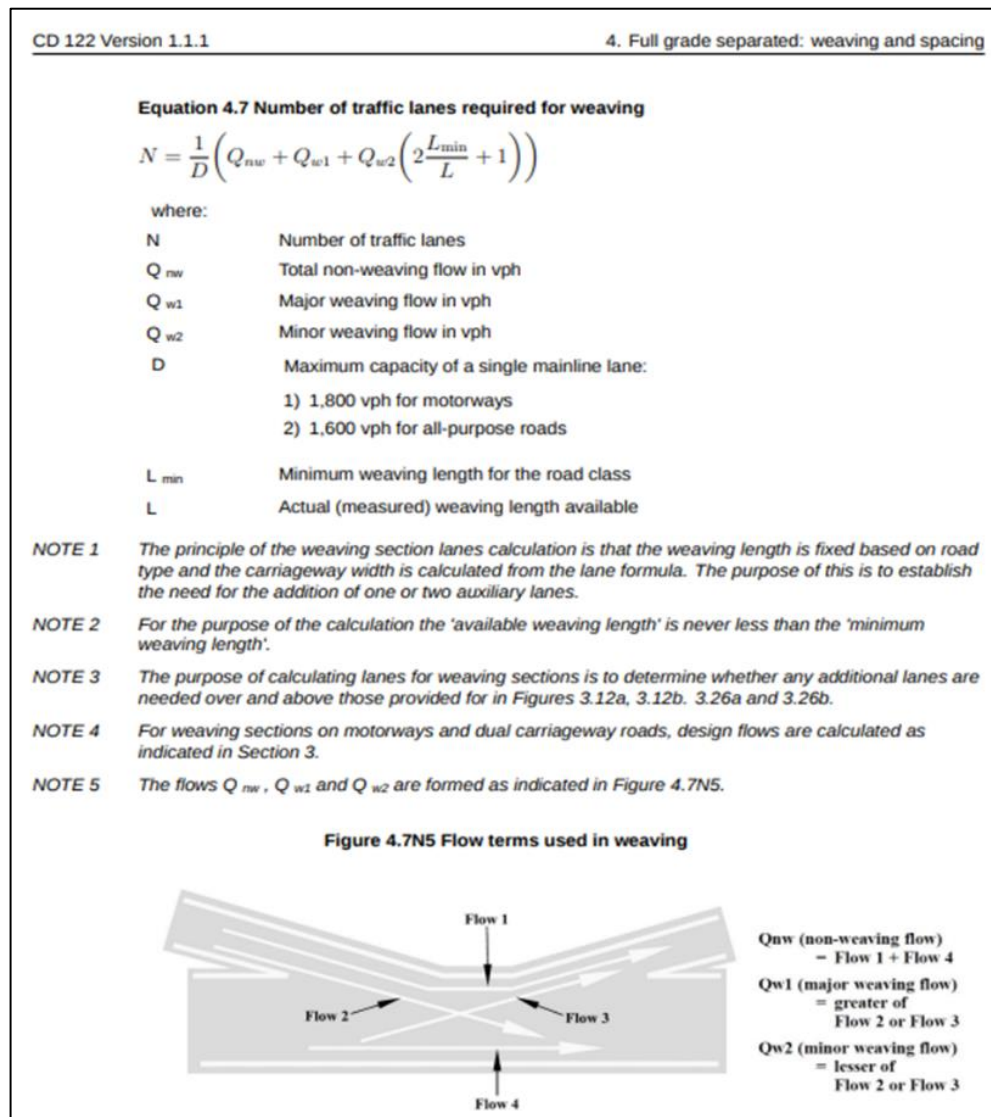 CD 122 Version 1.1.1 4. Full grade separated: weaving and spacing
Equation 4.7 Number of traffic lanes required for weaving
N = \frac{1}{D}\left(Q_{nw} + Q_{w1} + Q_{w2}\left(2\frac{L_{\min}}{L} + 1\right)\right)
where:
N Number of traffic lanes
Q nw Total non-weaving flow in vph
Q w1 Major weaving flow in vph
Q w2 Minor weaving flow in vph
D Maximum capacity of a single mainline lane:
1) 1,800 vph for motorways
2) 1,600 vph for all-purpose roads
L min Minimum weaving length for the road class
L Actual (measured) weaving length available
NOTE 1 The principle of the weaving section lanes calculation is that the weaving length is fixed based on road
type and the carriageway width is calculated from the lane formula. The purpose of this is to establish
the need for the addition of one or two auxiliary lanes.
NOTE 2 For the purpose of the calculation the 'available weaving length' is never less than the 'minimum
weaving length'.
NOTE 3 The purpose of calculating lanes for weaving sections is to determine whether any additional lanes are
needed over and above those provided for in Figures 3.12a, 3.12b. 3.26a and 3.26b.
NOTE 4 For weaving sections on motorways and dual carriageway roads, design flows are calculated as
indicated in Section 3.
NOTE 5 The flows Q nw , Q w1 and Q w2 are formed as indicated in Figure 4.7N5.
Figure 4.7N5 Flow terms used in weaving
Flow 1
Flow 2
Flow 3
Flow 4
Qnw (non-weaving flow)
= Flow 1 + Flow 4
Qw1 (major weaving flow)
= greater of
Flow 2 or Flow 3
Qw2 (minor weaving flow)
= lesser of
Flow 2 or Flow 3